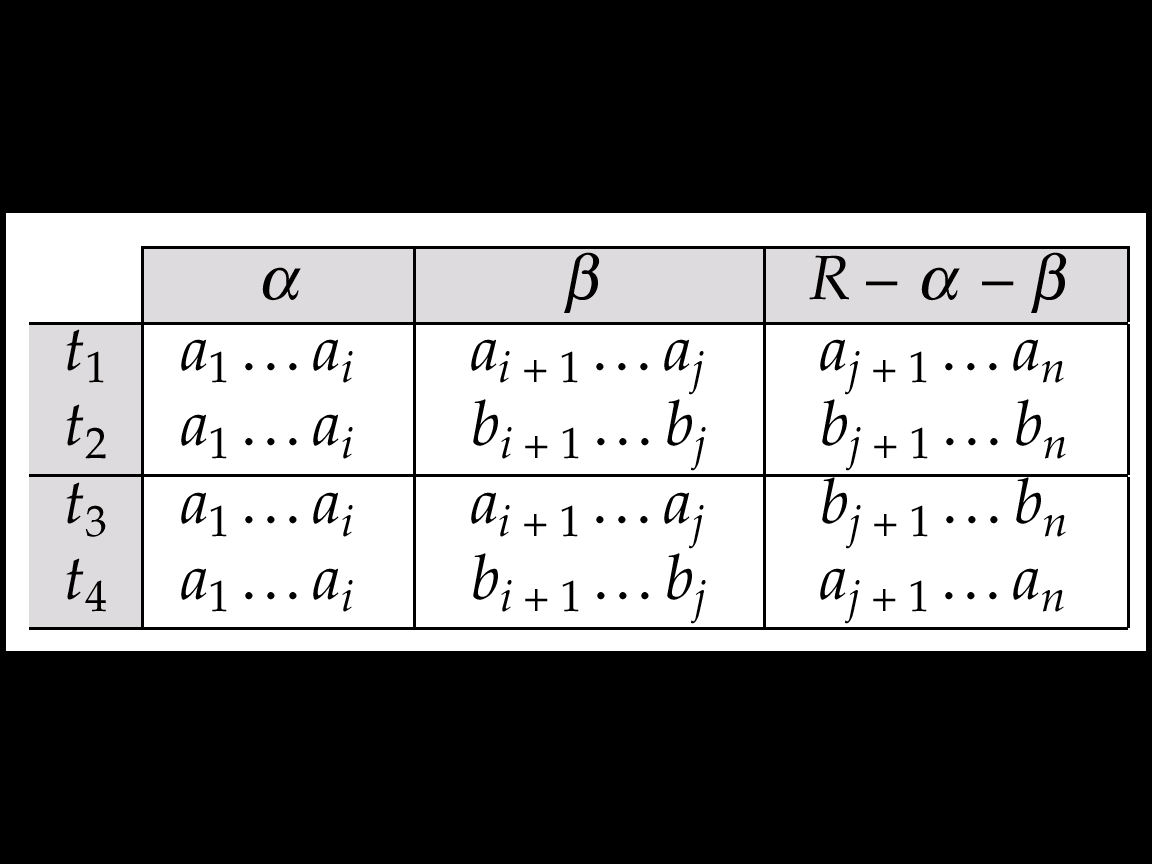 α β R – α – β
t₁ a₁ … aᵢ aᵢ ₊ ₁ … aⱼ aⱼ ₊ ₁ … aₙ
t₂ a₁ … aᵢ bᵢ ₊ ₁ … bⱼ bⱼ ₊ ₁ … bₙ
t₃ a₁ … aᵢ aᵢ ₊ ₁ … aⱼ bⱼ ₊ ₁ … bₙ
t₄ a₁ … aᵢ bᵢ ₊ ₁ … bⱼ aⱼ ₊ ₁ … aₙ